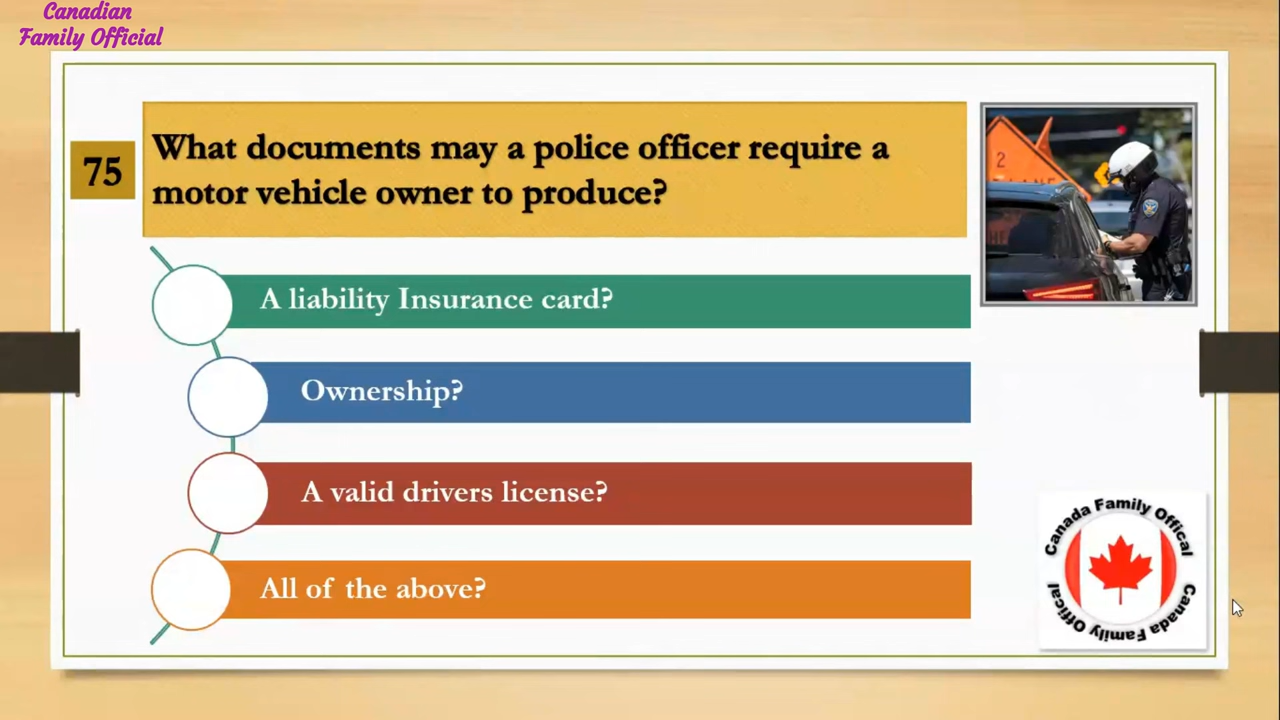 Canadian
Family Official
75
What documents may a police officer require a
motor vehicle owner to produce?
A liability Insurance card?
Ownership?
A valid drivers license?
All of the above?
2
Canada Family Offical
Canada Family Offical